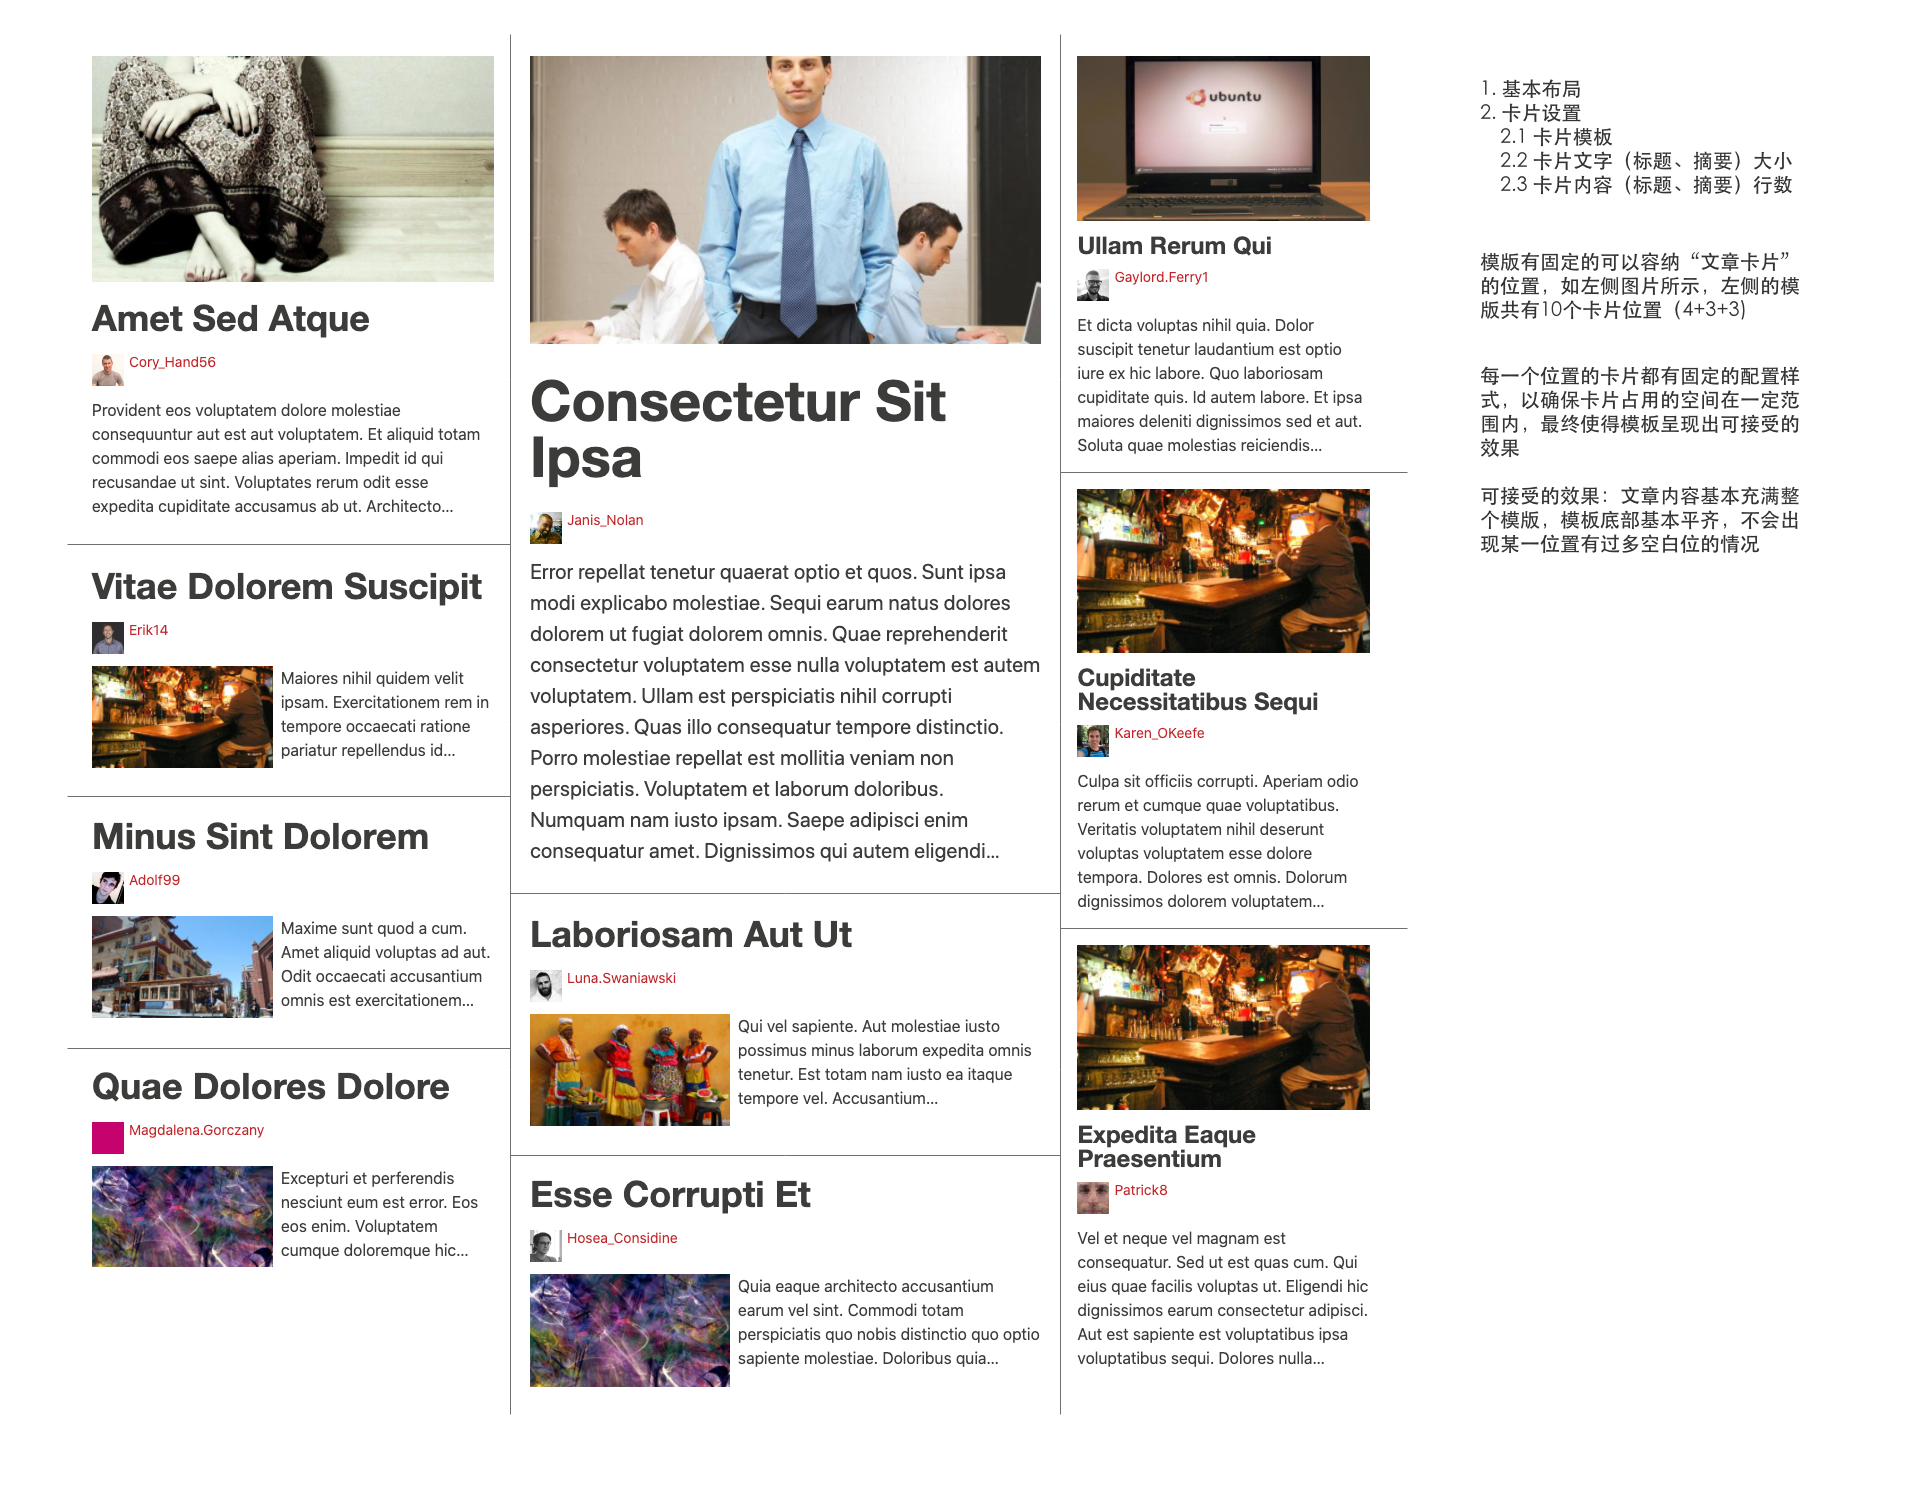 Amet Sed Atque
Cory_Hand56
Provident eos voluptatem dolore molestiae
consequuntur aut est aut voluptatem. Et aliquid totam
commodi eos saepe alias aperiam. Impedit id qui
recusandae ut sint. Voluptates rerum odit esse
expedita cupiditate accusamus ab ut. Architecto...
Vitae Dolorem Suscipit
Erik14
Maiores nihil quidem velit
ipsam. Exercitationem rem in
tempore occaecati ratione
pariatur repellendus id...
Minus Sint Dolorem
Adolf99
Maxime sunt quod a cum.
Amet aliquid voluptas ad aut.
Odit occaecati accusantium
omnis est exercitationem...
Quae Dolores Dolore
Magdalena.Gorczany
Excepturi et perferendis
nesciunt eum est error. Eos
eos enim. Voluptatem
cumque doloremque hic...
Consectetur Sit
Ipsa
Janis_Nolan
Error repellat tenetur quaerat optio et quos. Sunt ipsa
modi explicabo molestiae. Sequi earum natus dolores
dolorem ut fugiat dolorem omnis. Quae reprehenderit
consectetur voluptatem esse nulla voluptatem est autem
voluptatem. Ullam est perspiciatis nihil corrupti
asperiores. Quas illo consequatur tempore distinctio.
Porro molestiae repellat est mollitia veniam non
perspiciatis. Voluptatem et laborum doloribus.
Numquam nam iusto ipsam. Saepe adipisci enim
consequatur amet. Dignissimos qui autem eligendi...
Laboriosam Aut Ut
Luna.Swaniawski
Qui vel sapiente. Aut molestiae iusto
possimus minus laborum expedita omnis
tenetur. Est totam nam iusto ea itaque
tempore vel. Accusantium...
Esse Corrupti Et
Hosea_Considine
Quia eaque architecto accusantium
earum vel sint. Commodi totam
perspiciatis quo nobis distinctio quo optio
sapiente molestiae. Doloribus quia...
ubuntu
Ullam Rerum Qui
Gaylord.Ferry1
Et dicta voluptas nihil quia. Dolor
suscipit tenetur laudantium est optio
iure ex hic labore. Quo laboriosam
cupiditate quis. Id autem labore. Et ipsa
maiores deleniti dignissimos sed et aut.
Soluta quae molestias reiciendis...
Cupiditate
Necessitatibus Sequi
Karen_OKeefe
Culpa sit officiis corrupti. Aperiam odio
rerum et cumque quae voluptatibus.
Veritatis voluptatem nihil deserunt
voluptas voluptatem esse dolore
tempora. Dolores est omnis. Dolorum
dignissimos dolorem voluptatem...
Expedita Eaque
Praesentium
Patrick8
Vel et neque vel magnam est
consequatur. Sed ut est quas cum. Qui
eius quae facilis voluptas ut. Eligendi hic
dignissimos earum consectetur adipisci.
Aut est sapiente est voluptatibus ipsa
voluptatibus sequi. Dolores nulla...
1. 基本布局
2. 卡片设置
2.1 卡片模板
2.2 卡片文字（标题、摘要）大小
2.3 卡片内容（标题、摘要）行数
模版有固定的可以容纳“文章卡片”
的位置，如左侧图片所示，左侧的模
版共有10个卡片位置（4+3+3)
每一个位置的卡片都有固定的配置样
式，以确保卡片占用的空间在一定范
围内，最终使得模板呈现出可接受的
效果
可接受的效果：文章内容基本充满整
个模版，模板底部基本平齐，不会出
现某一位置有过多空白位的情况